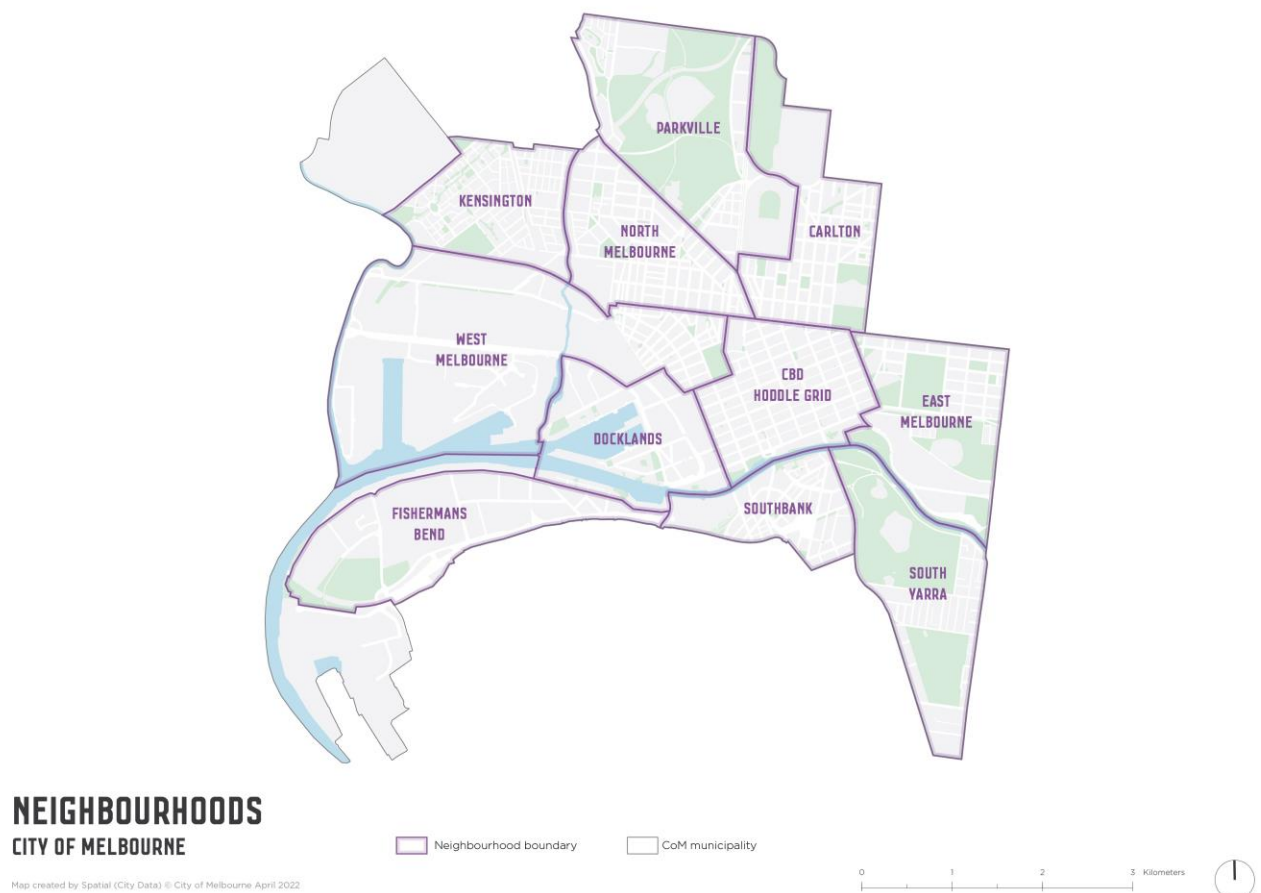 PARKVILLE
KENSINGTON
NORTH
MELBOURNE
CARLTON
WEST
MELBOURNE
CBD
HODDLE GRID
EAST
MELBOURNE
DOCKLANDS
FISHERMANS
BEND
SOUTHBANK
SOUTH
YARRA
NEIGHBOURHOODS
CITY OF MELBOURNE
Neighbourhood boundary
CoM municipality
Map created by Spatial (City Data) © City of Melbourne April 2022
0 1 2 3 Kilometers